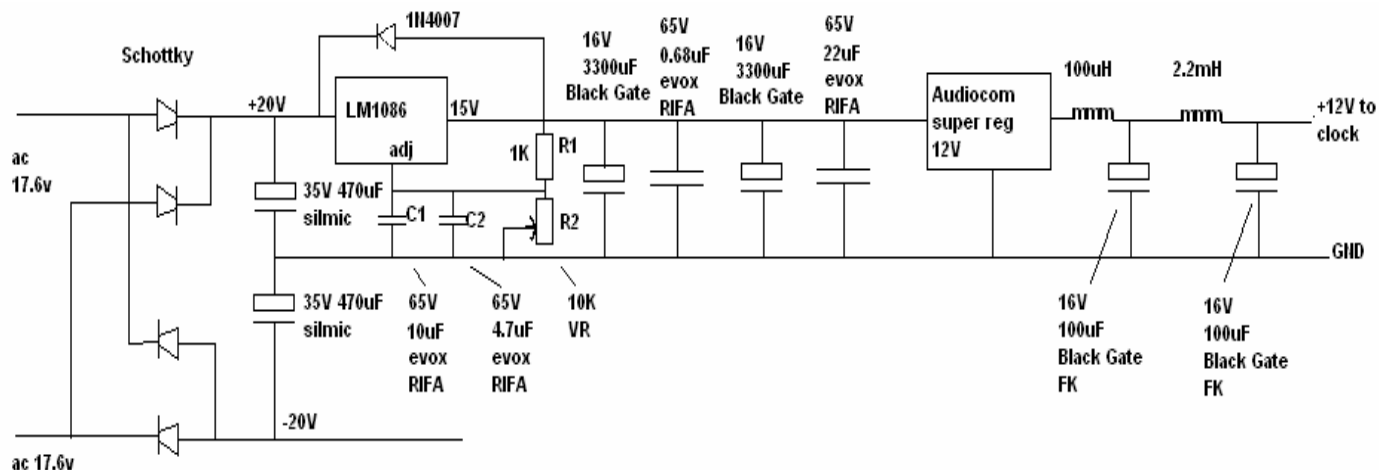 1N4007
Schottky
16V
3300uF
Black Gate
65V
0.68uF
evox
RIFA
16V
3300uF
Black Gate
65V
22uF
evox
RIFA
100uH
2.2mH
+20V
LM1086
adj
15V
Audiocom
super reg
12V
+12V to
clock
ac
17.6v
1K
R1
35V 470uF
silmic
C1
C2
R2
GND
35V 470uF
silmic
65V
10uF
evox
RIFA
65V
4.7uF
evox
RIFA
10K
VR
16V
100uF
Black Gate
FK
16V
100uF
Black Gate
FK
-20V
ac 17.6v